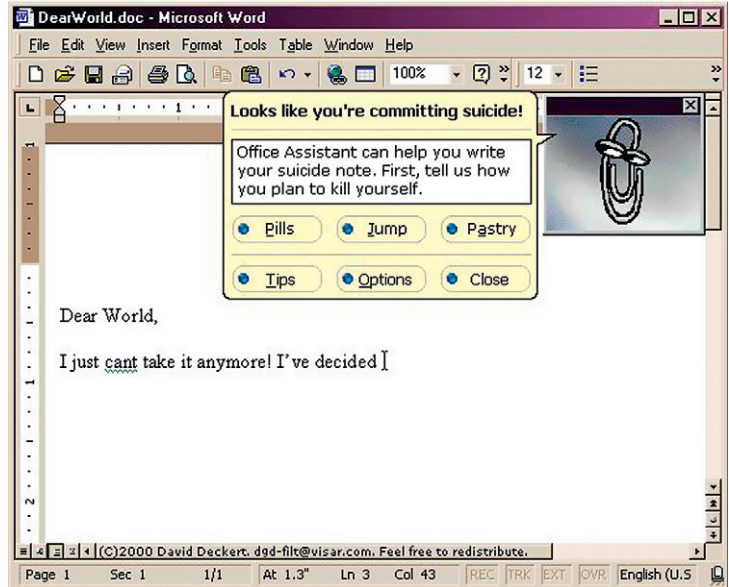 DearWorld.doc - Microsoft Word
File Edit View Insert Format Tools Table Window Help
100% 12
Looks like you're committing suicide!
Office Assistant can help you write
your suicide note. First, tell us how
you plan to kill yourself.
Pills Jump Pastry
Tips Options Close
Dear World,
I just cant take it anymore! I've decided
(C)2000 David Deckert. dgd-filt@visar.com. Feel free to redistribute.
Page 1 Sec 1 1/1 At 1.3" Ln 3 Col 43 REC TRK EXT OVR English (U.S